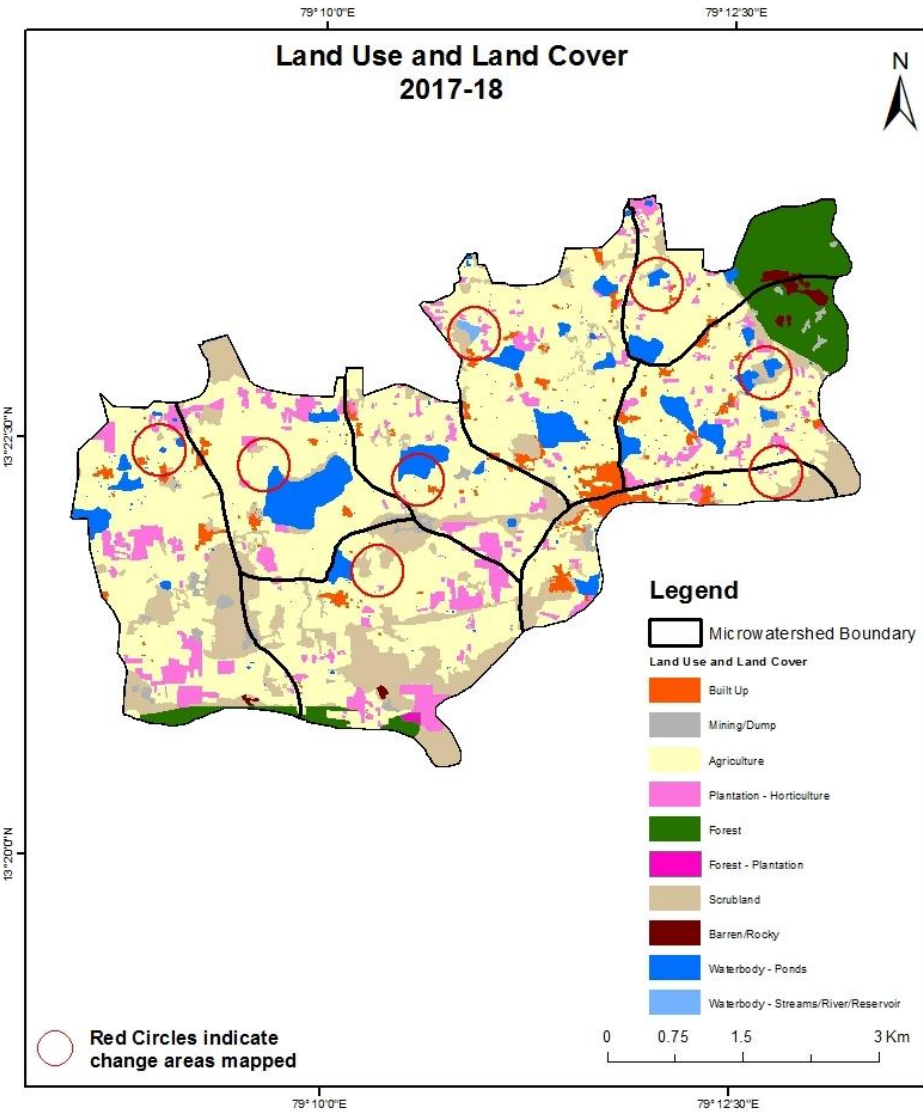 79° 10'0"E
79° 12'30"E
Land Use and Land Cover
2017-18
N
13°22'30"N
13°20'0"N
Legend
Microwatershed Boundary
Land Use and Land Cover
Built Up
Mining/Dump
Agriculture
Plantation - Horticulture
Forest
Forest - Plantation
Scrubland
Barren/Rocky
Waterbody - Ponds
Waterbody - Streams/River/Reservoir
Red Circles indicate
change areas mapped
0 0.75 1.5 3 Km
79° 10'0"E
79° 12'30"E